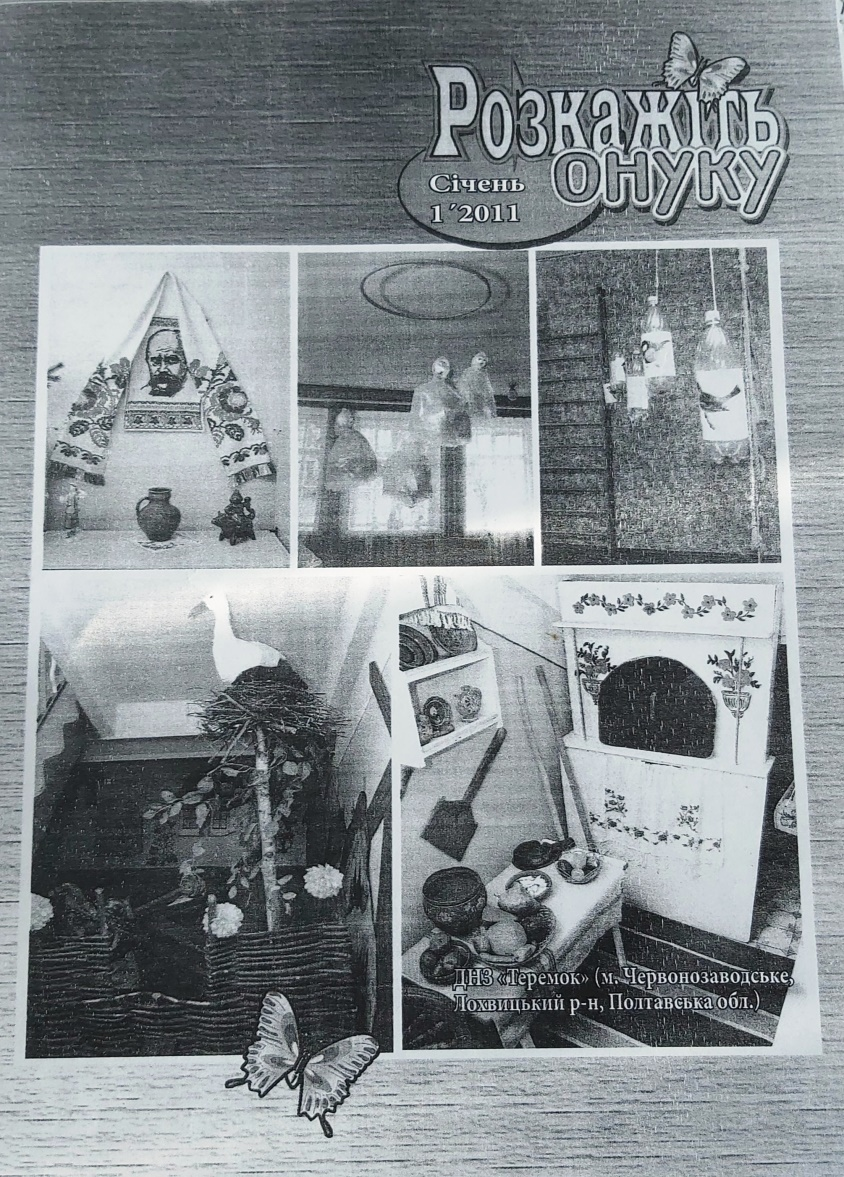 Розкажіть
онуку
Січень
1´2011
ДНЗ «Теремок» (м. Червонозаводське,
Лохвицький р-н, Полтавська обл.)